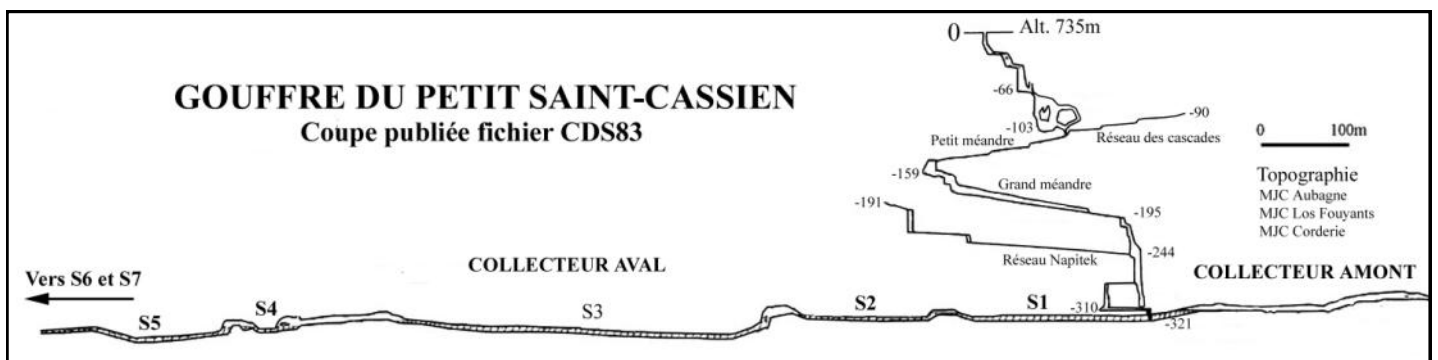 0
Alt. 735m
GOUFFRE DU PETIT SAINT-CASSIEN
Coupe publiée fichier CDS83
-66
-90
-103
Petit méandre
Réseau des cascades
0
100m
-159
Grand méandre
Topographie
MJC Aubagne
MJC Los Fouyants
MJC Corderie
-191
-195
-244
Réseau Napitek
COLLECTEUR AVAL
COLLECTEUR AMONT
Vers S6 et S7
S5
S4
S3
S2
S1
-310
-321